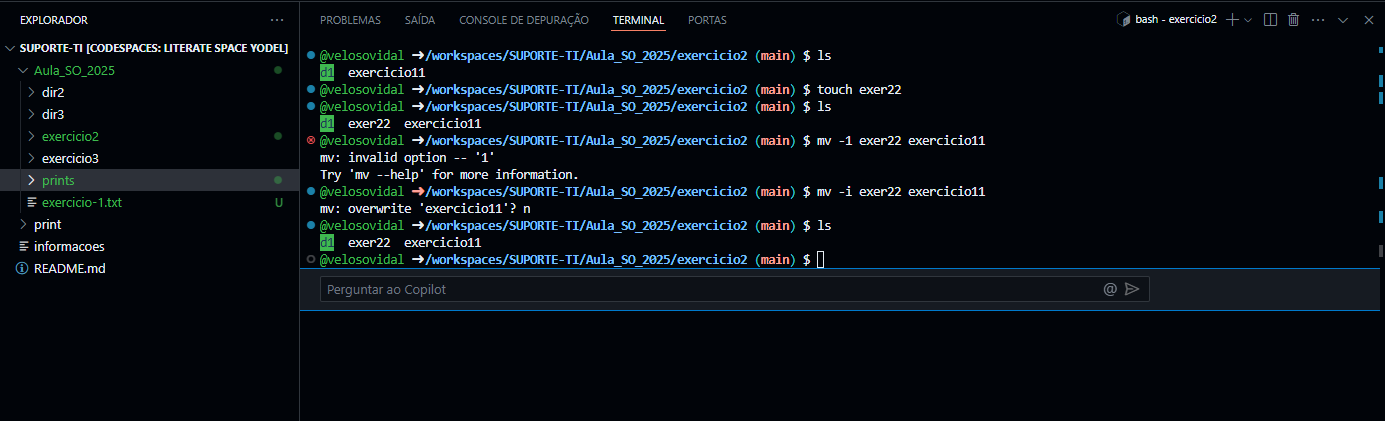 EXPLORADOR
SUPORTE-TI [CODESPACES: LITERATE SPACE YODEL]
Aula_SO_2025
dir2
dir3
exercicio2
exercicio3
prints
exercicio-1.txt U
print
informacoes
README.md
PROBLEMAS SAÍDA CONSOLE DE DEPURAÇÃO TERMINAL PORTAS
bash - exercicio2
@velosovidal ➜/workspaces/SUPORTE-TI/Aula_SO_2025/exercicio2 (main) $ ls
d1 exercicio11
@velosovidal ➜/workspaces/SUPORTE-TI/Aula_SO_2025/exercicio2 (main) $ touch exer22
@velosovidal ➜/workspaces/SUPORTE-TI/Aula_SO_2025/exercicio2 (main) $ ls
d1 exer22 exercicio11
@velosovidal ➜/workspaces/SUPORTE-TI/Aula_SO_2025/exercicio2 (main) $ mv -1 exer22 exercicio11
mv: invalid option -- '1'
Try 'mv --help' for more information.
@velosovidal ➜/workspaces/SUPORTE-TI/Aula_SO_2025/exercicio2 (main) $ mv -i exer22 exercicio11
mv: overwrite 'exercicio11'? n
@velosovidal ➜/workspaces/SUPORTE-TI/Aula_SO_2025/exercicio2 (main) $ ls
d1 exer22 exercicio11
@velosovidal ➜/workspaces/SUPORTE-TI/Aula_SO_2025/exercicio2 (main) $
Perguntar ao Copilot @